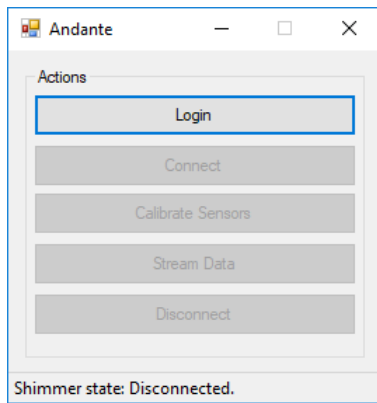 Andante
Actions
Login
Connect
Calibrate Sensors
Stream Data
Disconnect
Shimmer state: Disconnected.